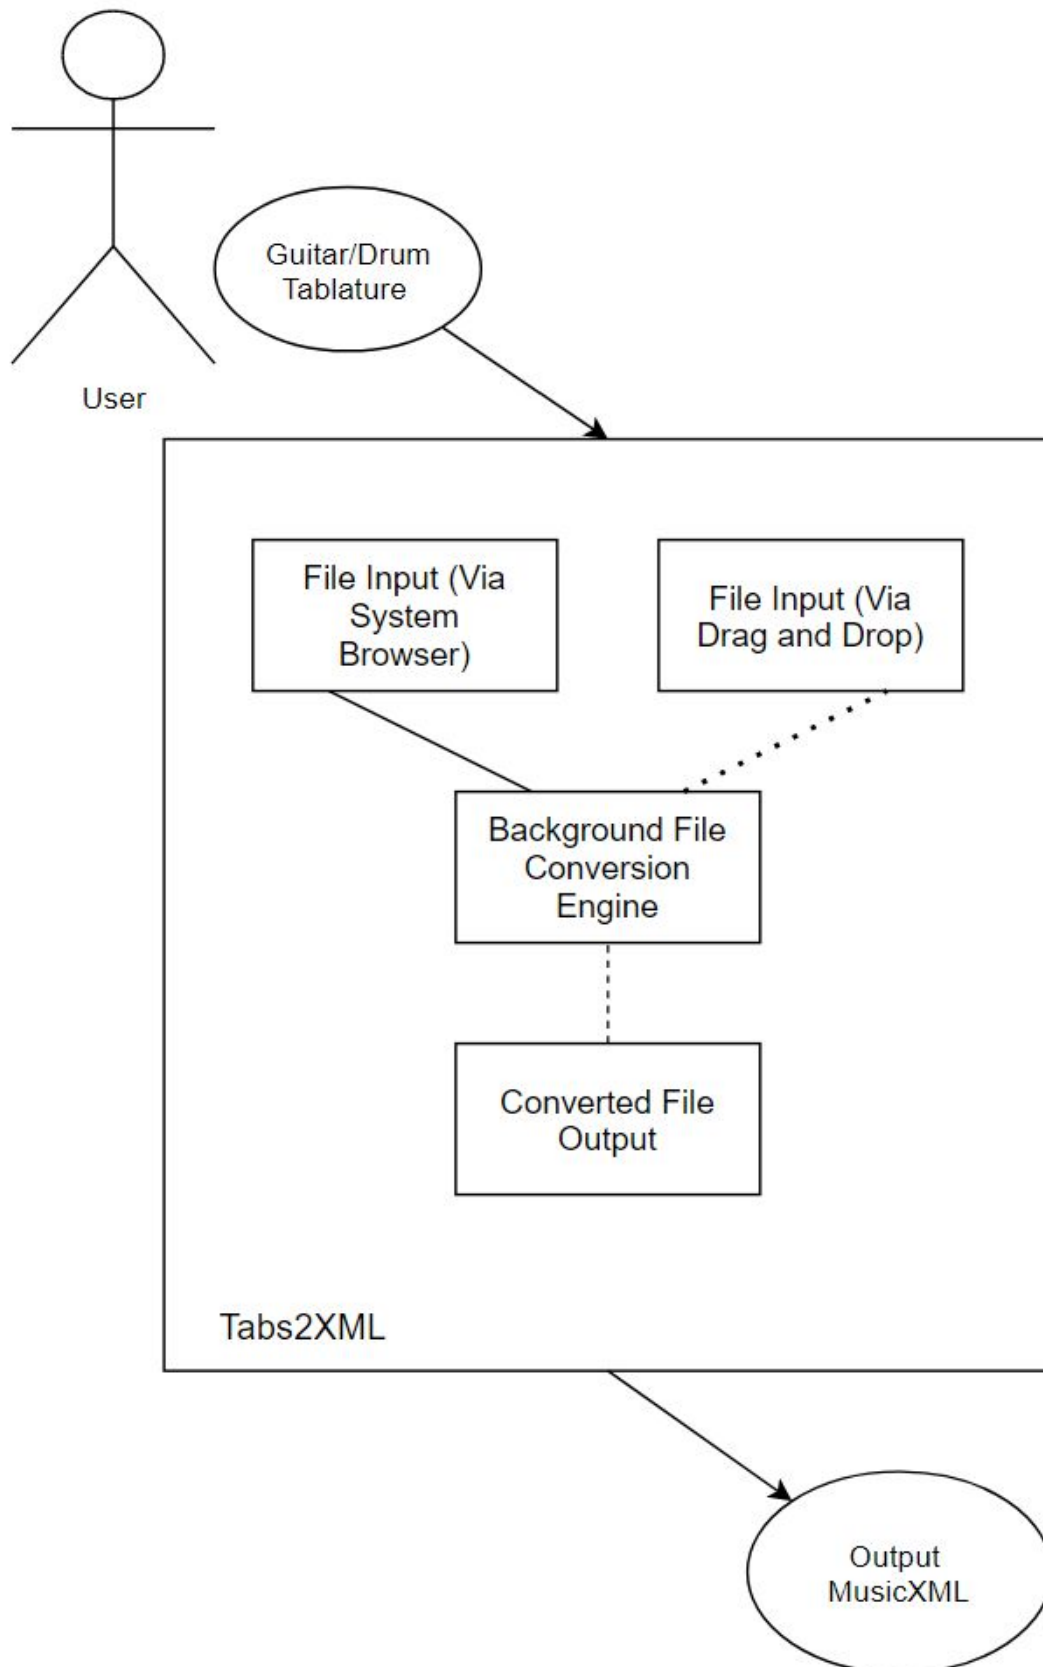 Guitar/Drum
Tablature
User
File Input (Via
System
Browser)
File Input (Via
Drag and Drop)
Background File
Conversion
Engine
Converted File
Output
Tabs2XML
Output
MusicXML